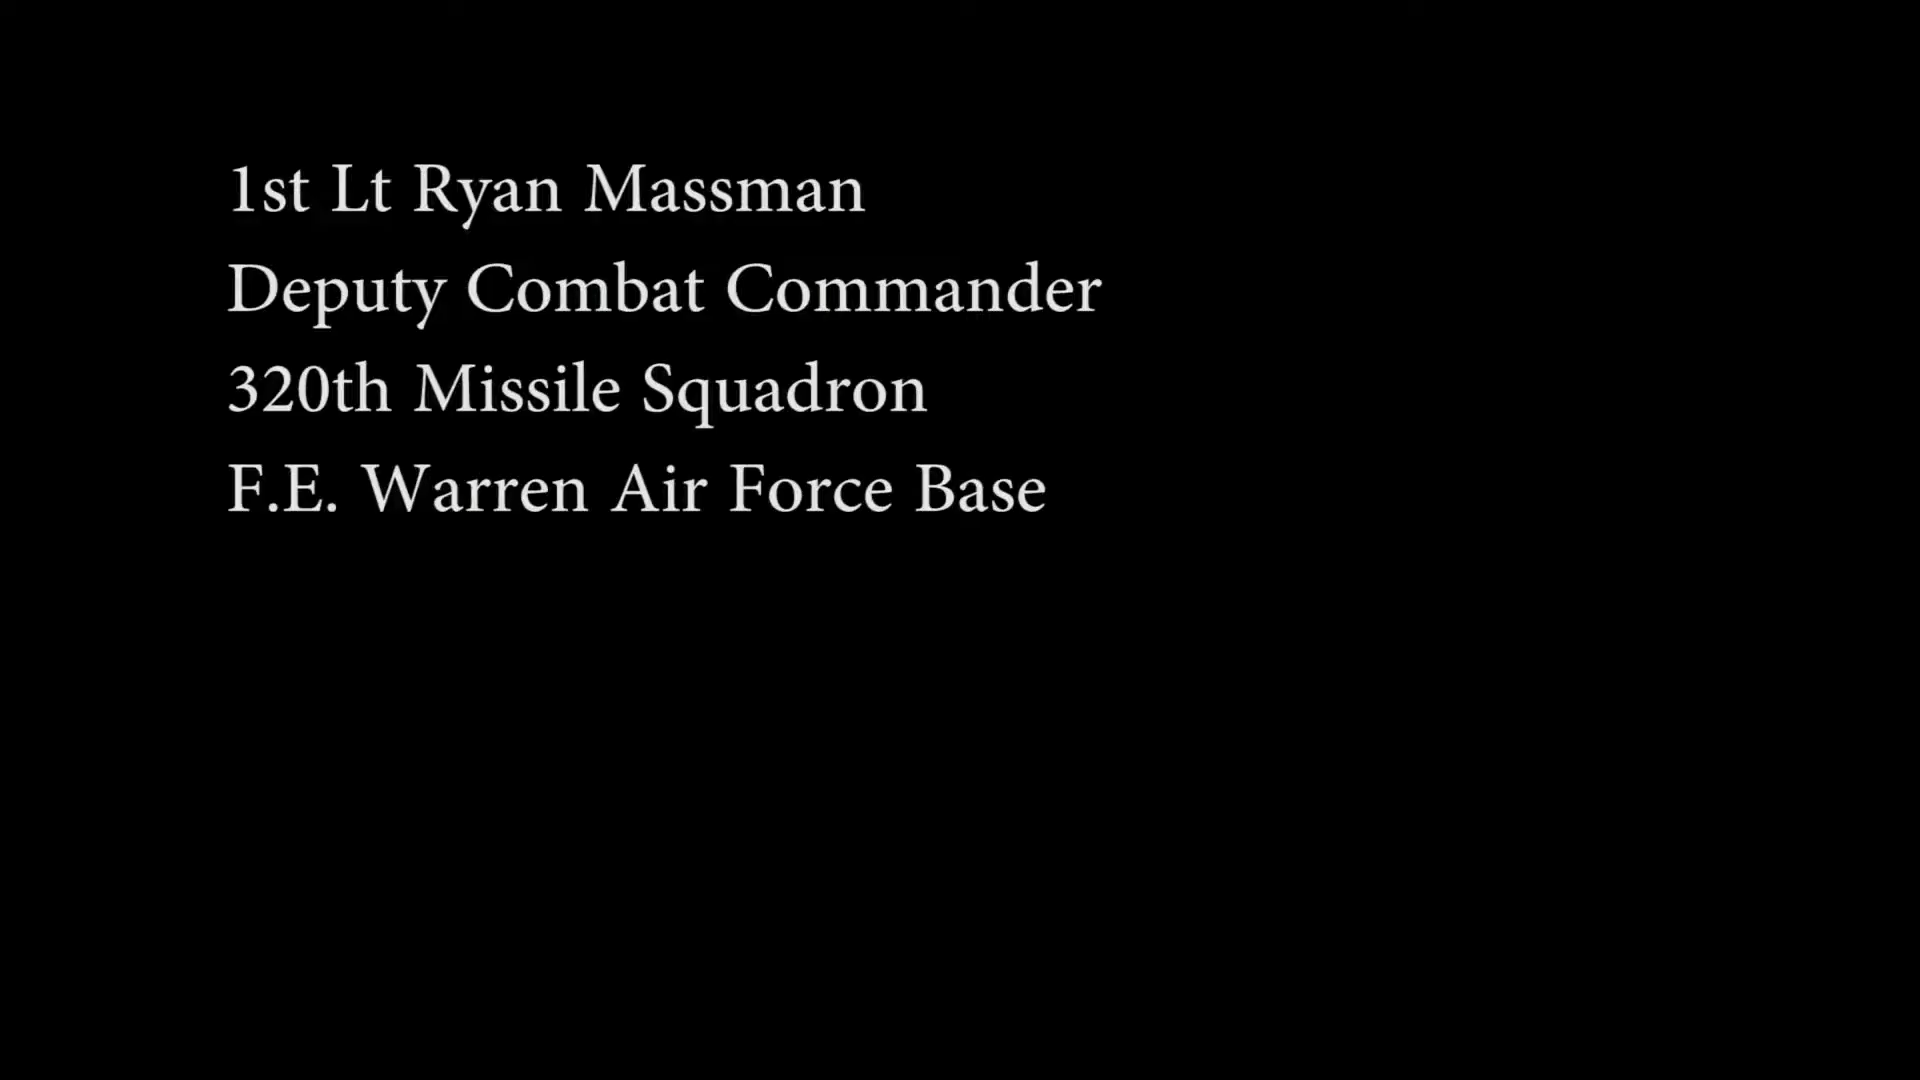 1st Lt Ryan Massman
Deputy Combat Commander
320th Missile Squadron
F.E. Warren Air Force Base